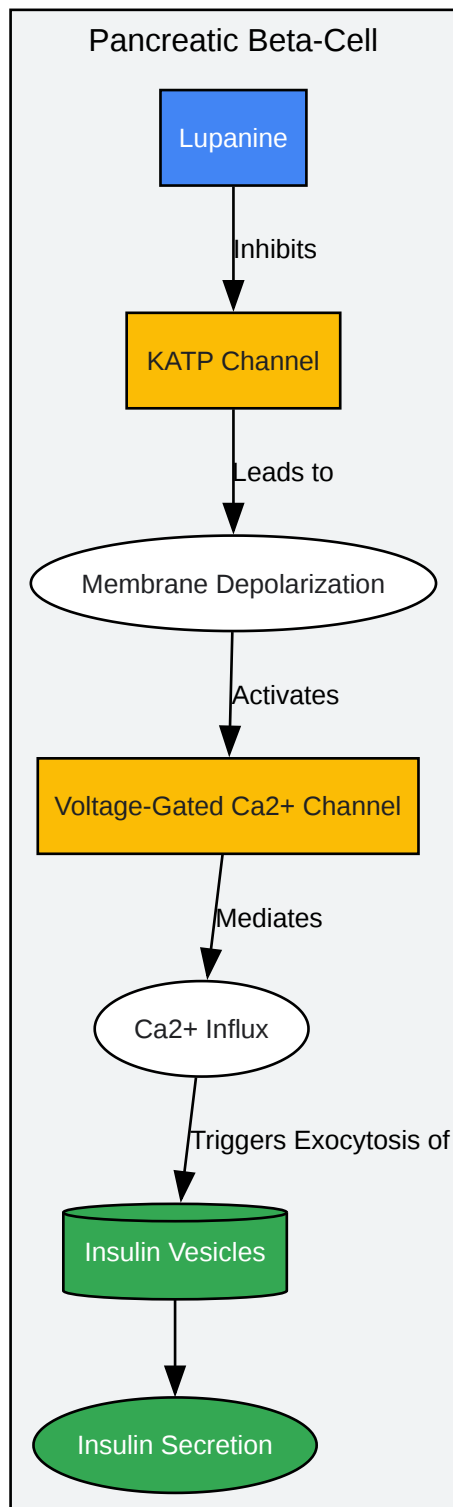 Pancreatic Beta-Cell
Lupanine
Inhibits
KATP Channel
Leads to
Membrane Depolarization
Activates
Voltage-Gated Ca2+ Channel
Mediates
Ca2+ Influx
Triggers Exocytosis of
Insulin Vesicles
Insulin Secretion